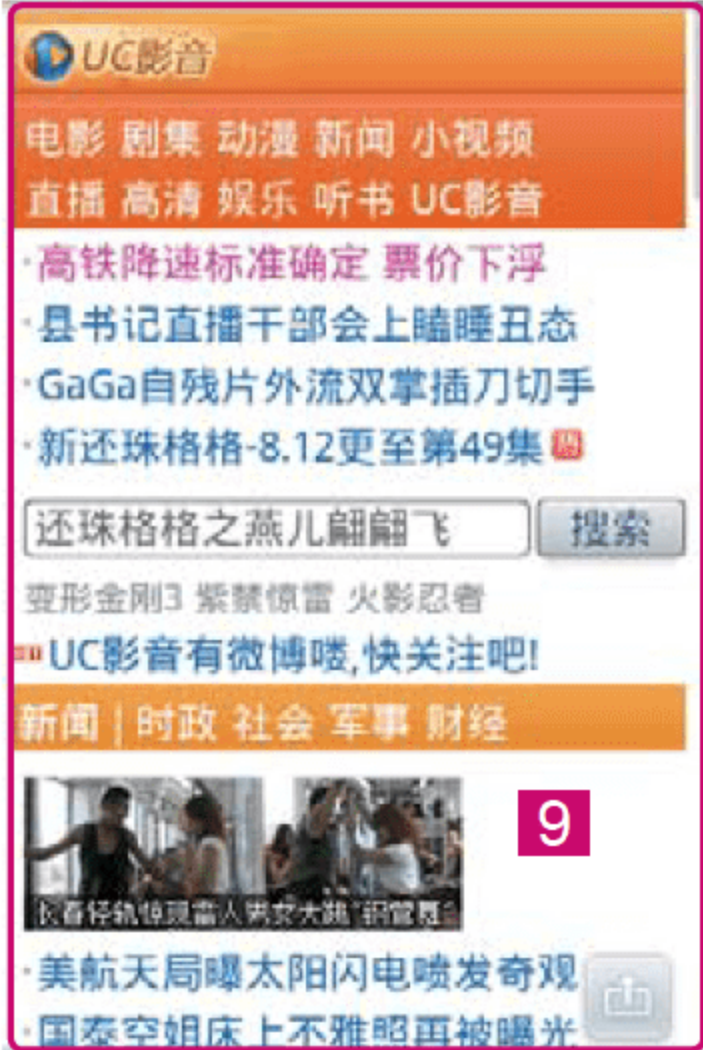 UC影音
电影 剧集 动漫 新闻 小视频
直播 高清 娱乐 听书 UC影音
·高铁降速标准确定 票价下浮
·县书记直播干部会上瞌睡丑态
·GaGa自残片外流双掌插刀切手
·新还珠格格-8.12更至第49集
还珠格格之燕儿翩翩飞 搜索
变形金刚3 紫禁惊雷 火影忍者
UC影音有微博喽,快关注吧!
新闻 | 时政 社会 军事 财经
9
长春轻轨惊现雷人男女大跳"钢管舞"
·美航天局曝太阳闪电喷发奇观
·国泰空姐床上不雅照再被曝光